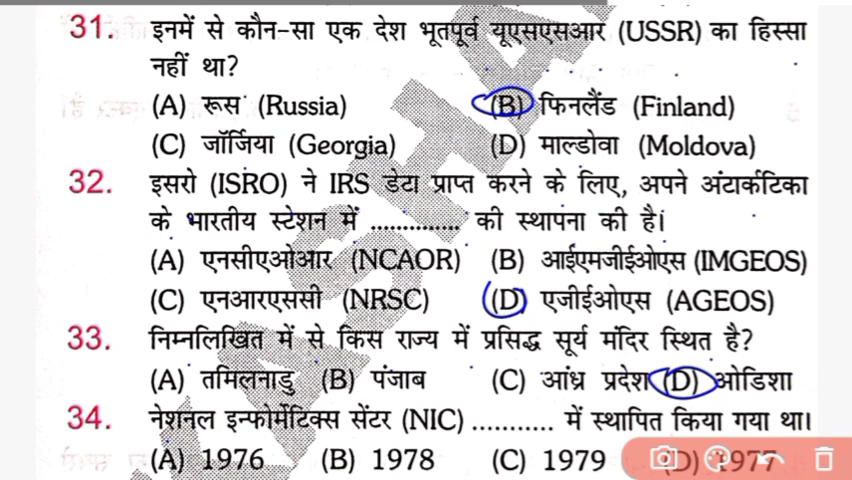 31. इनमें से कौन-सा एक देश भूतपूर्व यूएसएसआर (USSR) का हिस्सा
नहीं था?
(A) रूस (Russia) (B) फिनलैंड (Finland)
(C) जॉर्जिया (Georgia) (D) माल्डोवा (Moldova)
32. इसरो (ISRO) ने IRS डेटा प्राप्त करने के लिए, अपने अंटार्कटिका
के भारतीय स्टेशन में .............. की स्थापना की है।
(A) एनसीएओआर (NCAOR) (B) आईएमजीईओएस (IMGEOS)
(C) एनआरएससी (NRSC) (D) एजीईओएस (AGEOS)
33. निम्नलिखित में से किस राज्य में प्रसिद्ध सूर्य मंदिर स्थित है?
(A) तमिलनाडु (B) पंजाब (C) आंध्र प्रदेश (D) ओडिशा
34. नेशनल इन्फोर्मेटिक्स सेंटर (NIC) ........... में स्थापित किया गया था।
(A) 1976 (B) 1978 (C) 1979 (D) 1977